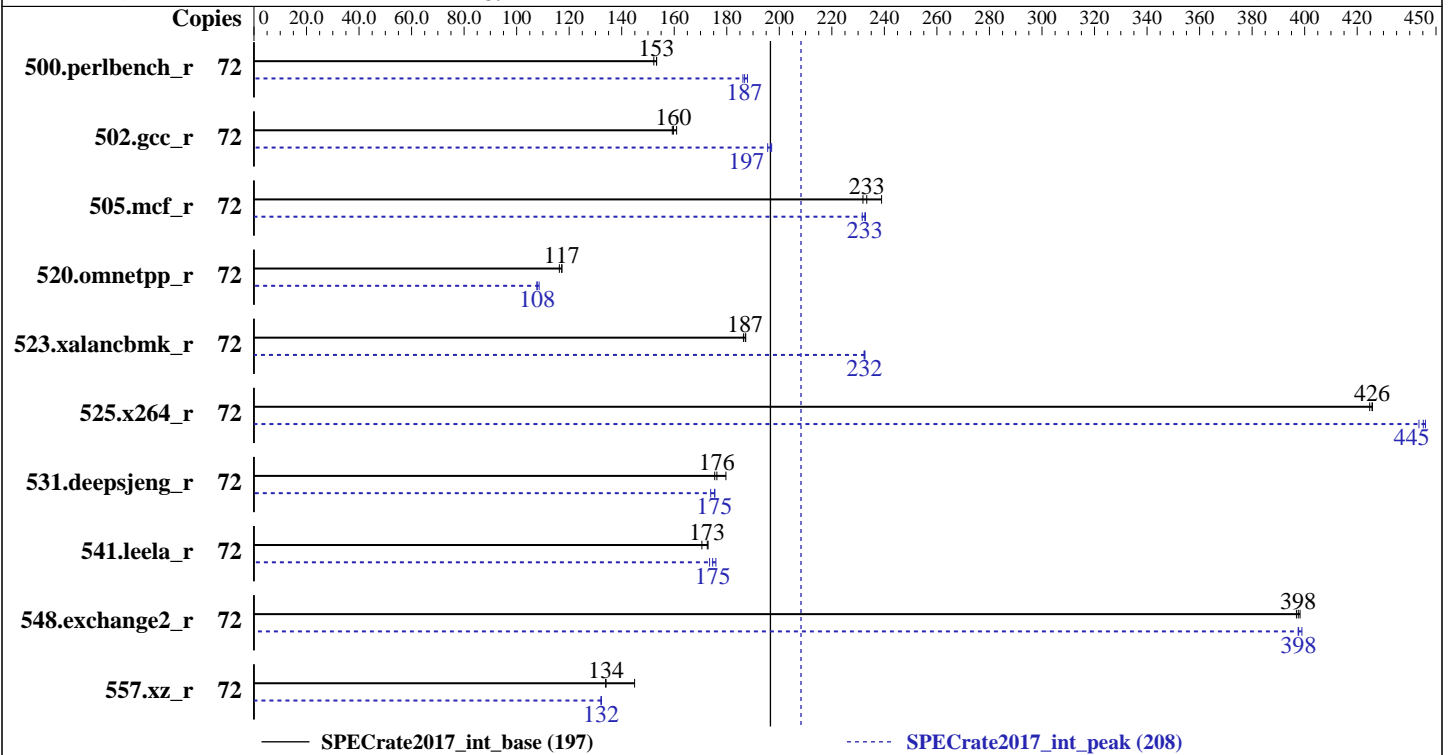 Copies 0 20.0 40.0 60.0 80.0 100 120 140 160 180 200 220 240 260 280 300 320 340 360 380 400 420 450
500.perlbench_r 72 153
187
502.gcc_r 72 160
197
505.mcf_r 72 233
233
520.omnetpp_r 72 117
108
523.xalancbmk_r 72 187
232
525.x264_r 72 426
445
531.deepsjeng_r 72 176
175
541.leela_r 72 173
175
548.exchange2_r 72 398
398
557.xz_r 72 134
132
SPECrate2017_int_base (197) SPECrate2017_int_peak (208)